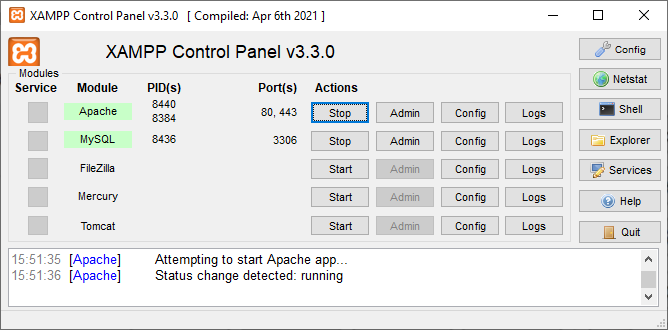 XAMPP Control Panel v3.3.0 [ Compiled: Apr 6th 2021 ]
XAMPP Control Panel v3.3.0
Config
Modules
Service Module PID(s) Port(s) Actions
Netstat
Apache 8440 8384 80, 443 Stop Admin Config Logs
Shell
MySQL 8436 3306 Stop Admin Config Logs
Explorer
FileZilla Start Admin Config Logs
Services
Mercury Start Admin Config Logs
Help
Tomcat Start Admin Config Logs
Quit
15:51:35 [Apache] Attempting to start Apache app...
15:51:36 [Apache] Status change detected: running